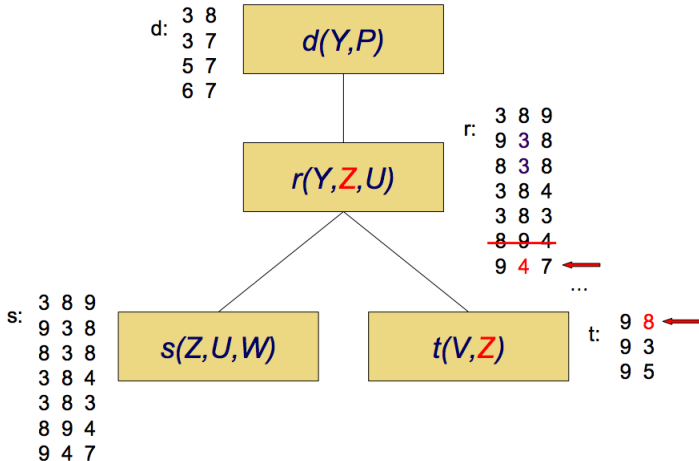 d:
3 8
3 7
5 7
6 7
d(Y,P)
r:
3 8 9
9 3 8
8 3 8
3 8 4
3 8 3
8 9 4
9 4 7
...
r(Y,Z,U)
s:
3 8 9
9 3 8
8 3 8
3 8 4
3 8 3
8 9 4
9 4 7
s(Z,U,W)
t(V,Z)
t:
9 8
9 3
9 5